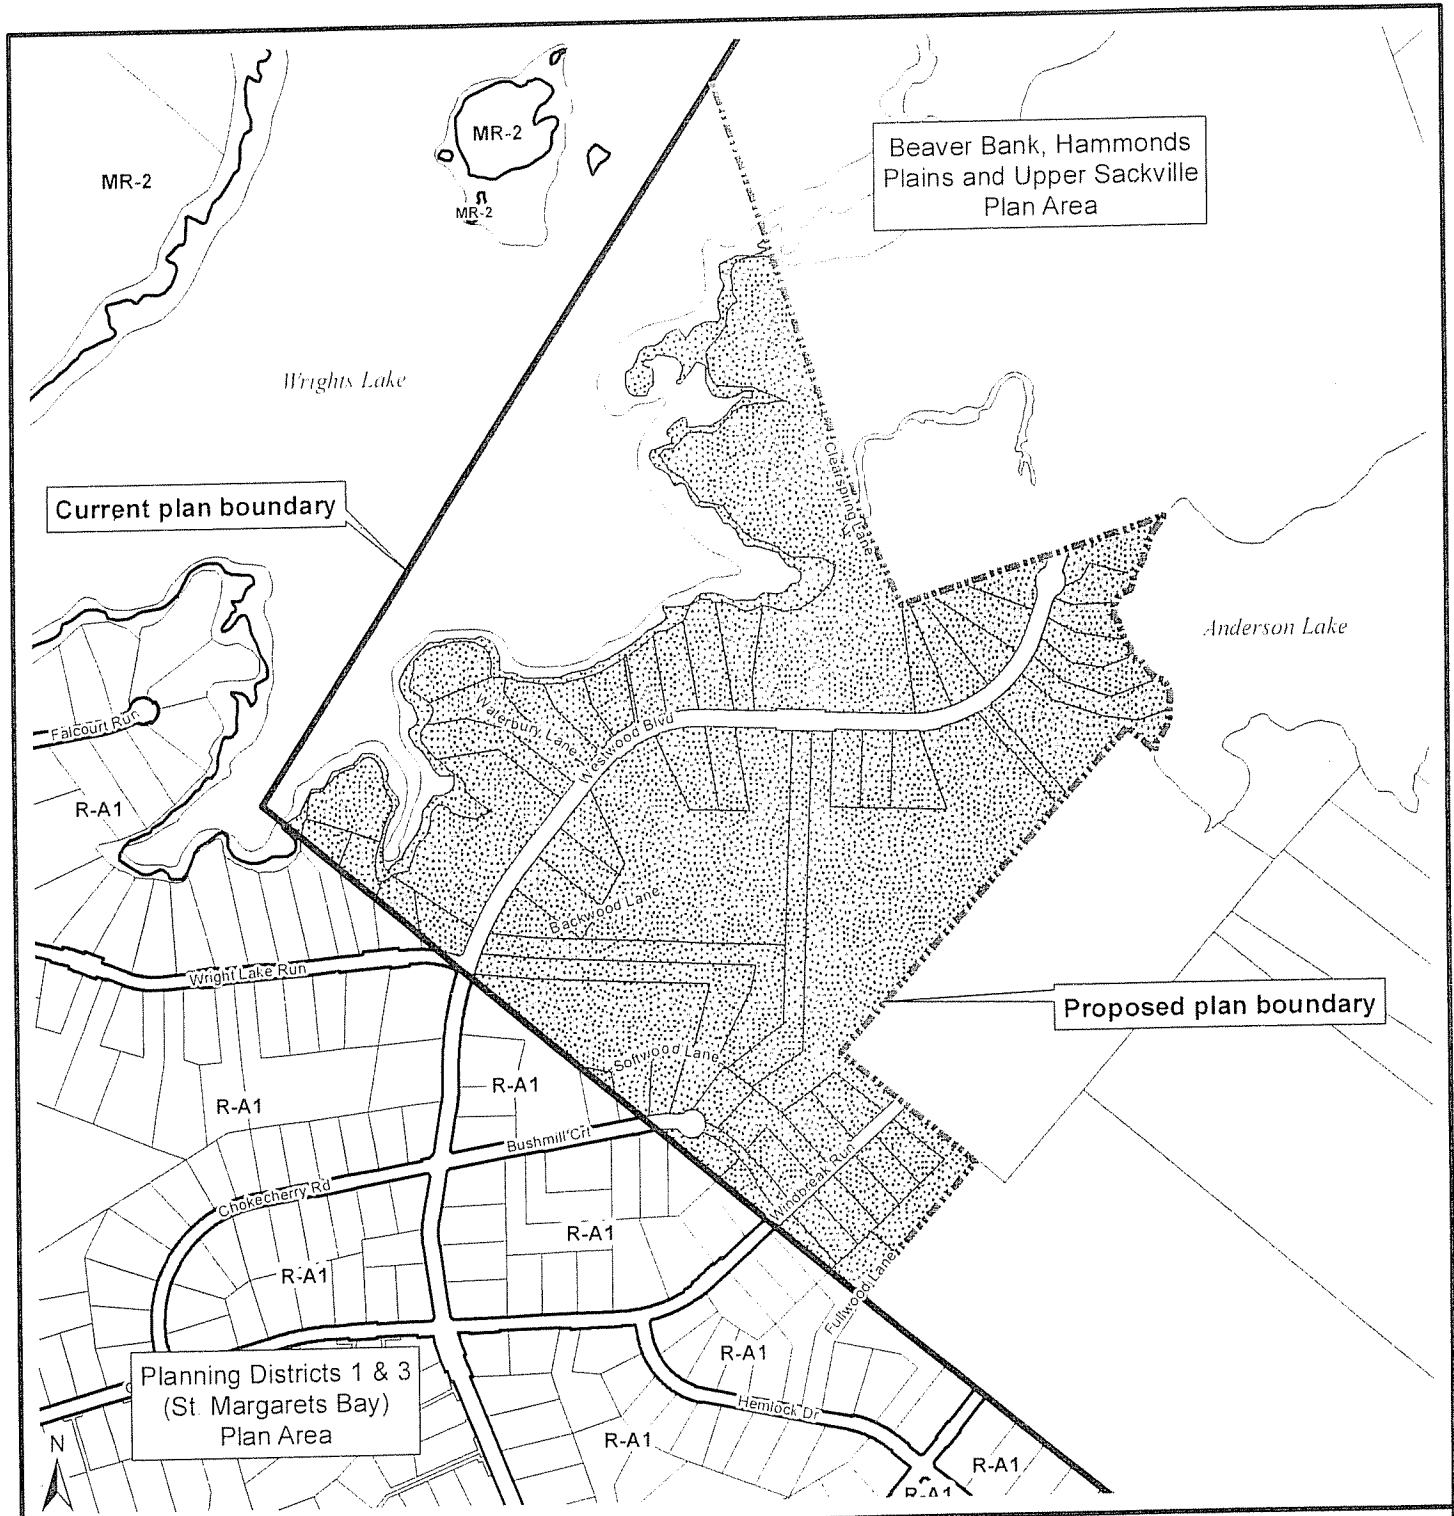 MR-2
MR-2
MR-2
Beaver Bank, Hammonds
Plains and Upper Sackville
Plan Area
Wrights Lake
Current plan boundary
Clearspring Lane
Anderson Lake
Falcourt Run
Waterbury Lane
Westwood Blvd
R-A1
Backwood Lane
Wright Lake Run
Proposed plan boundary
Softwood Lane
R-A1
R-A1
Bushmill Crt
Windbreak Run
Chokecherry Rd
R-A1
R-A1
Fullwood Lane
R-A1
Planning Districts 1 & 3
(St. Margarets Bay)
Plan Area
Hemlock Dr
R-A1
R-A1
R-A1
N